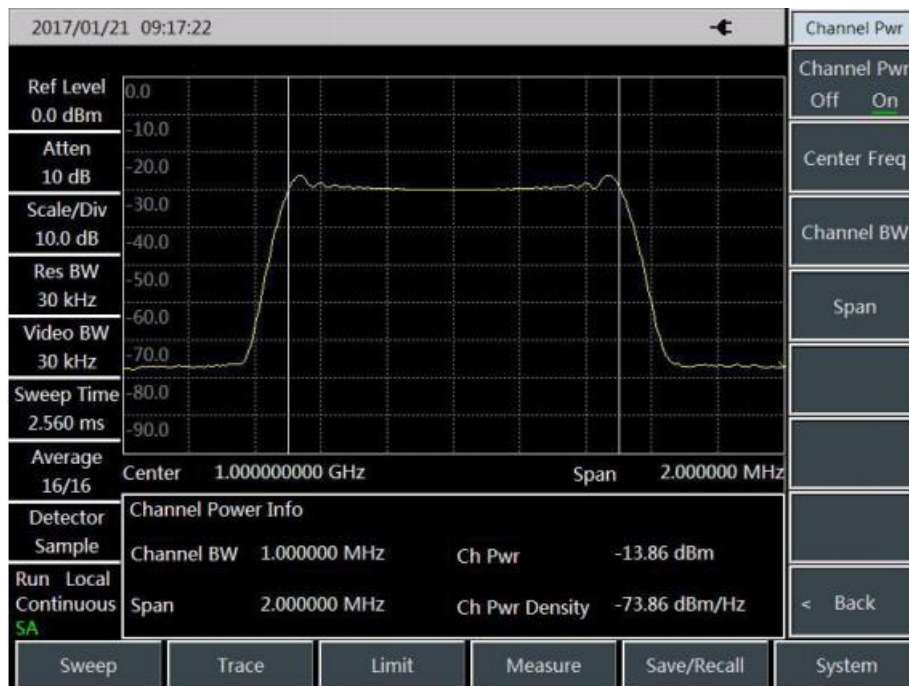 2017/01/21 09:17:22
Channel Pwr
Ref Level
0.0 dBm
Atten
10 dB
Scale/Div
10.0 dB
Res BW
30 kHz
Video BW
30 kHz
Sweep Time
2.560 ms
Average
16/16
Detector
Sample
Run Local
Continuous
SA
0.0
-10.0
-20.0
-30.0
-40.0
-50.0
-60.0
-70.0
-80.0
-90.0
Center 1.000000000 GHz Span 2.000000 MHz
Channel Power Info
Channel BW 1.000000 MHz Ch Pwr -13.86 dBm
Span 2.000000 MHz Ch Pwr Density -73.86 dBm/Hz
Channel Pwr
Off On
Center Freq
Channel BW
Span
< Back
Sweep Trace Limit Measure Save/Recall System